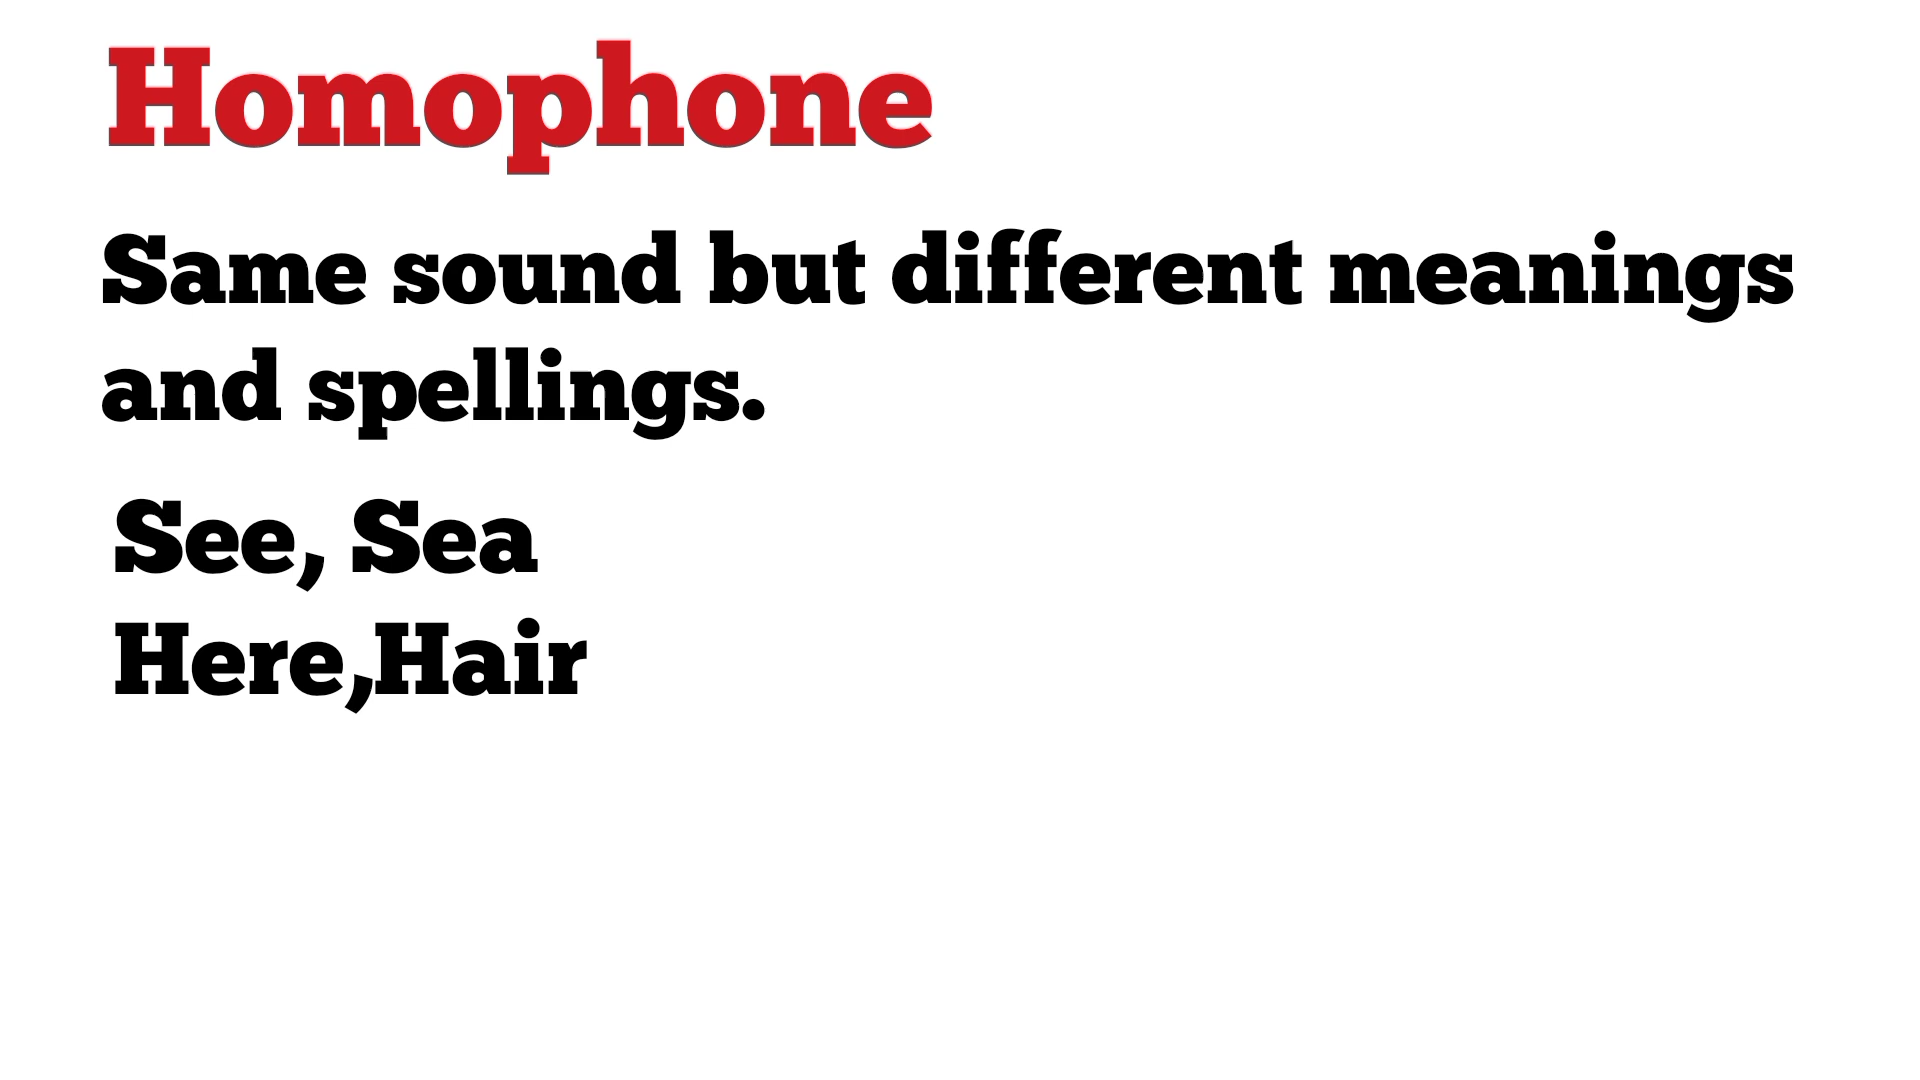 Homophone
Same sound but different meanings
and spellings.
See, Sea
Here,Hair